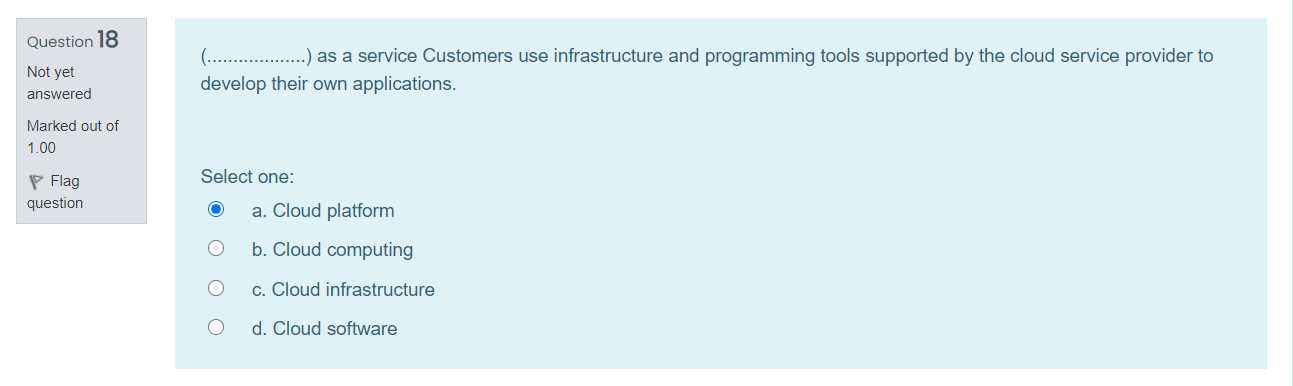 Question 18
Not yet
answered
Marked out of
1.00
Flag
question
(...................) as a service Customers use infrastructure and programming tools supported by the cloud service provider to
develop their own applications.
Select one:
a. Cloud platform
b. Cloud computing
c. Cloud infrastructure
d. Cloud software